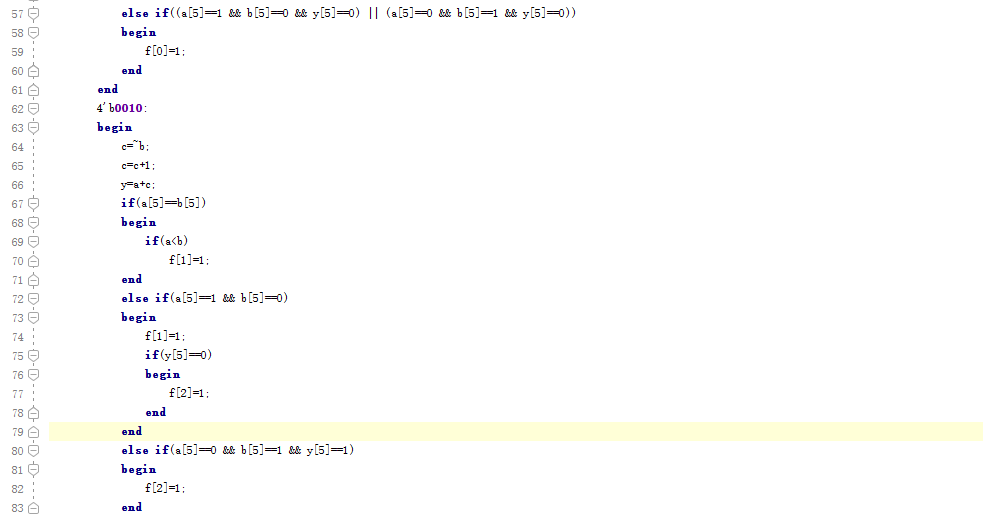 57 else if((a[5]==1 && b[5]==0 && y[5]==0) || (a[5]==0 && b[5]==1 && y[5]==0))
58 begin
59 f[0]=1;
60 end
61 end
62 4'b0010:
63 begin
64 c=~b;
65 c=c+1;
66 y=a+c;
67 if(a[5]==b[5])
68 begin
69 if(a<b)
70 f[1]=1;
71 end
72 else if(a[5]==1 && b[5]==0)
73 begin
74 f[1]=1;
75 if(y[5]==0)
76 begin
77 f[2]=1;
78 end
79 end
80 else if(a[5]==0 && b[5]==1 && y[5]==1)
81 begin
82 f[2]=1;
83 end